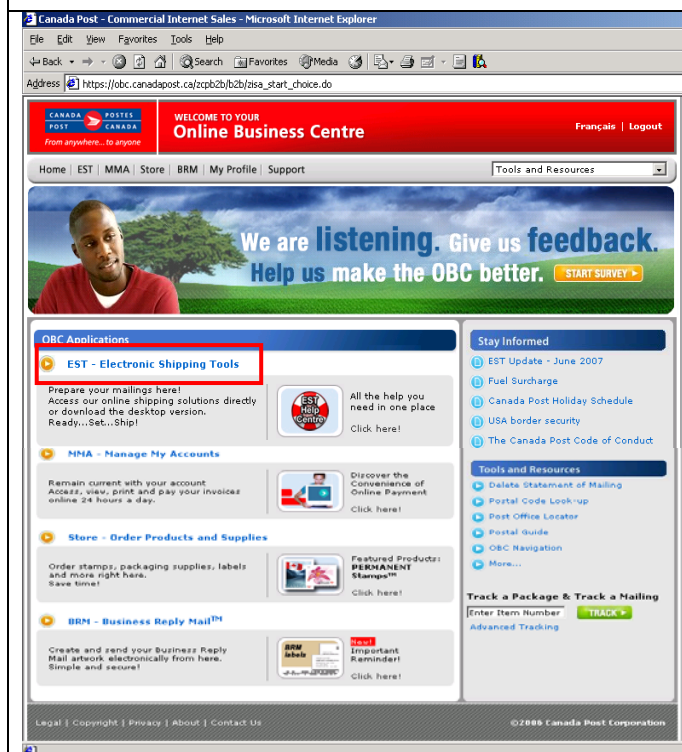 Canada Post - Commercial Internet Sales - Microsoft Internet Explorer
File Edit View Favorites Tools Help
Back Search Favorites Media
Address https://obc.canadapost.ca/zcpb2b/b2b/zisa_start_choice.do
CANADA POSTES
POST CANADA
From anywhere... to anyone
WELCOME TO YOUR
Online Business Centre
Français | Logout
Home | EST | MMA | Store | BRM | My Profile | Support
Tools and Resources
We are listening. Give us feedback.
Help us make the OBC better. START SURVEY
OBC Applications
EST - Electronic Shipping Tools
Prepare your mailings here!
Access our online shipping solutions directly
or download the desktop version.
Ready...Set...Ship!
EST
Help
Centre
All the help you
need in one place
Click here!
MMA - Manage My Accounts
Remain current with your account
Access, view, print and pay your invoices
online 24 hours a day.
Discover the
Convenience of
Online Payment
Click here!
Store - Order Products and Supplies
Order stamps, packaging supplies, labels
and more right here.
Save time!
Featured Products:
PERMANENT
Stamps™
Click here!
BRM - Business Reply Mail™
Create and send your Business Reply
Mail artwork electronically from here.
Simple and secure!
BRM
labels
New!
Important
Reminder!
Click here!
Stay Informed
EST Update - June 2007
Fuel Surcharge
Canada Post Holiday Schedule
USA border security
The Canada Post Code of Conduct
Tools and Resources
Delete Statement of Mailing
Postal Code Look-up
Post Office Locator
Postal Guide
OBC Navigation
More...
Track a Package & Track a Mailing
Enter Item Number TRACK
Advanced Tracking
Legal | Copyright | Privacy | About | Contact Us
©2006 Canada Post Corporation